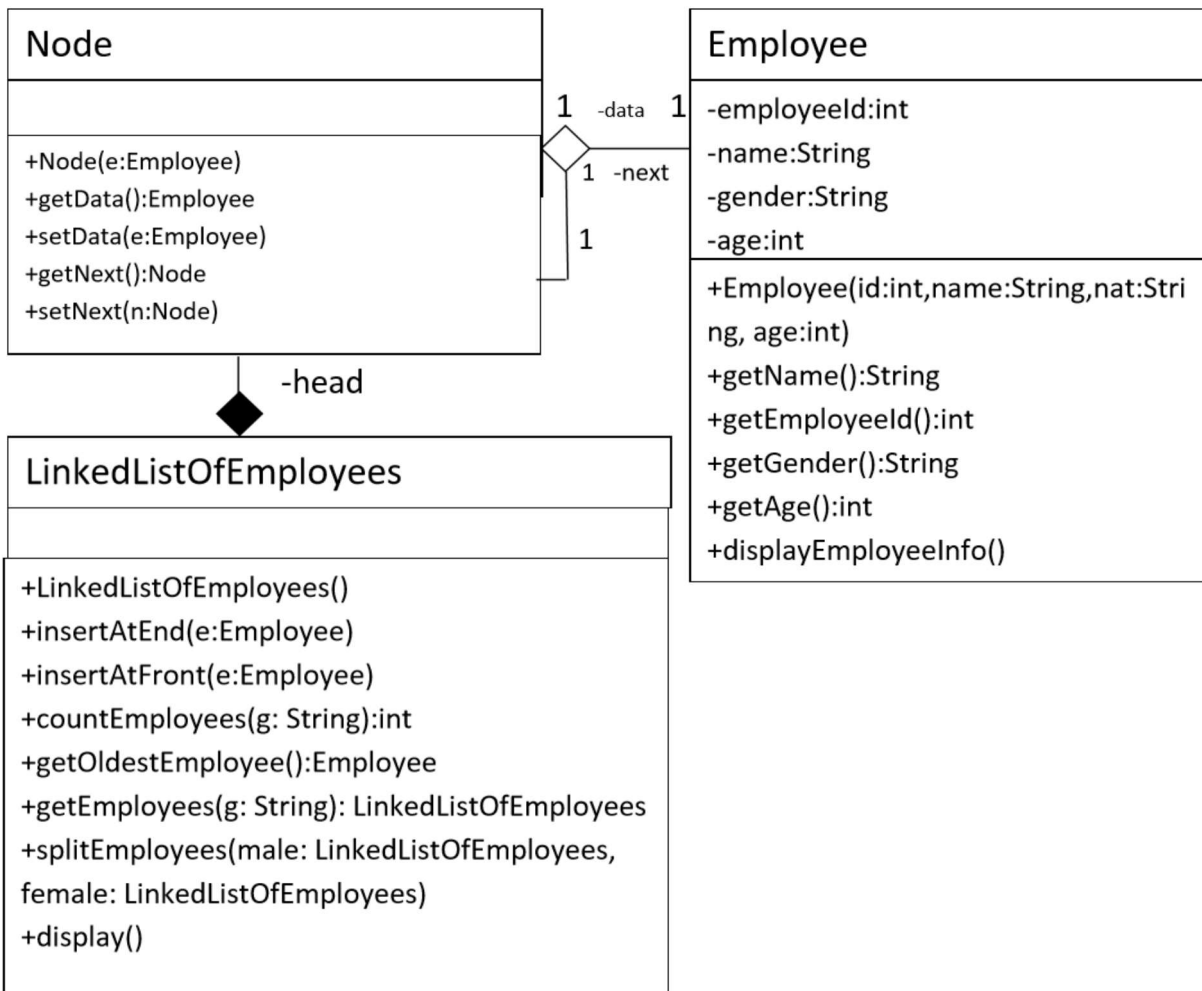 Node
+Node(e:Employee)
+getData():Employee
+setData(e:Employee)
+getNext():Node
+setNext(n:Node)
1 -data 1
1 -next
1
Employee
-employeeId:int
-name:String
-gender:String
-age:int
+Employee(id:int,name:String,nat:Stri
ng, age:int)
+getName():String
+getEmployeeId():int
+getGender():String
+getAge():int
+displayEmployeeInfo()
-head
LinkedListOfEmployees
+LinkedListOfEmployees()
+insertAtEnd(e:Employee)
+insertAtFront(e:Employee)
+countEmployees(g: String):int
+getOldestEmployee():Employee
+getEmployees(g: String): LinkedListOfEmployees
+splitEmployees(male: LinkedListOfEmployees,
female: LinkedListOfEmployees)
+display()